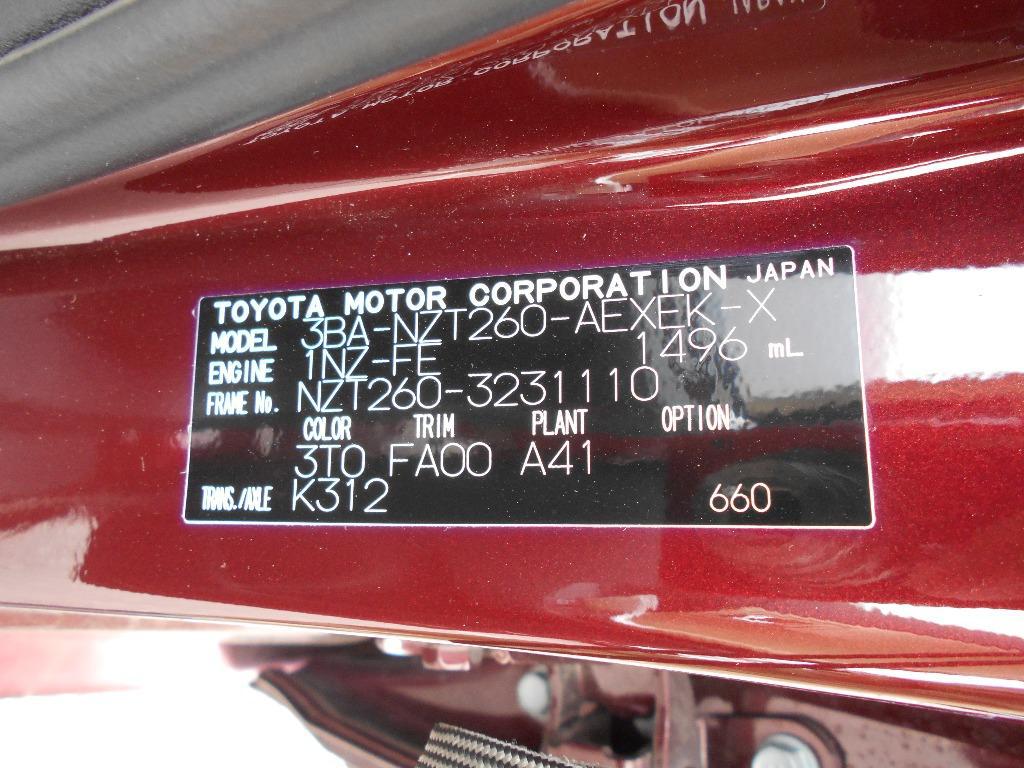 TOYOTA MOTOR CORPORATION JAPAN
MODEL 3BA-NZT260-AEXEK-X
ENGINE 1NZ-FE 1496 mL
FRAME No. NZT260-3231110
COLOR TRIM PLANT OPTION
3T0 FA00 A41
TRANS./AXLE K312 660